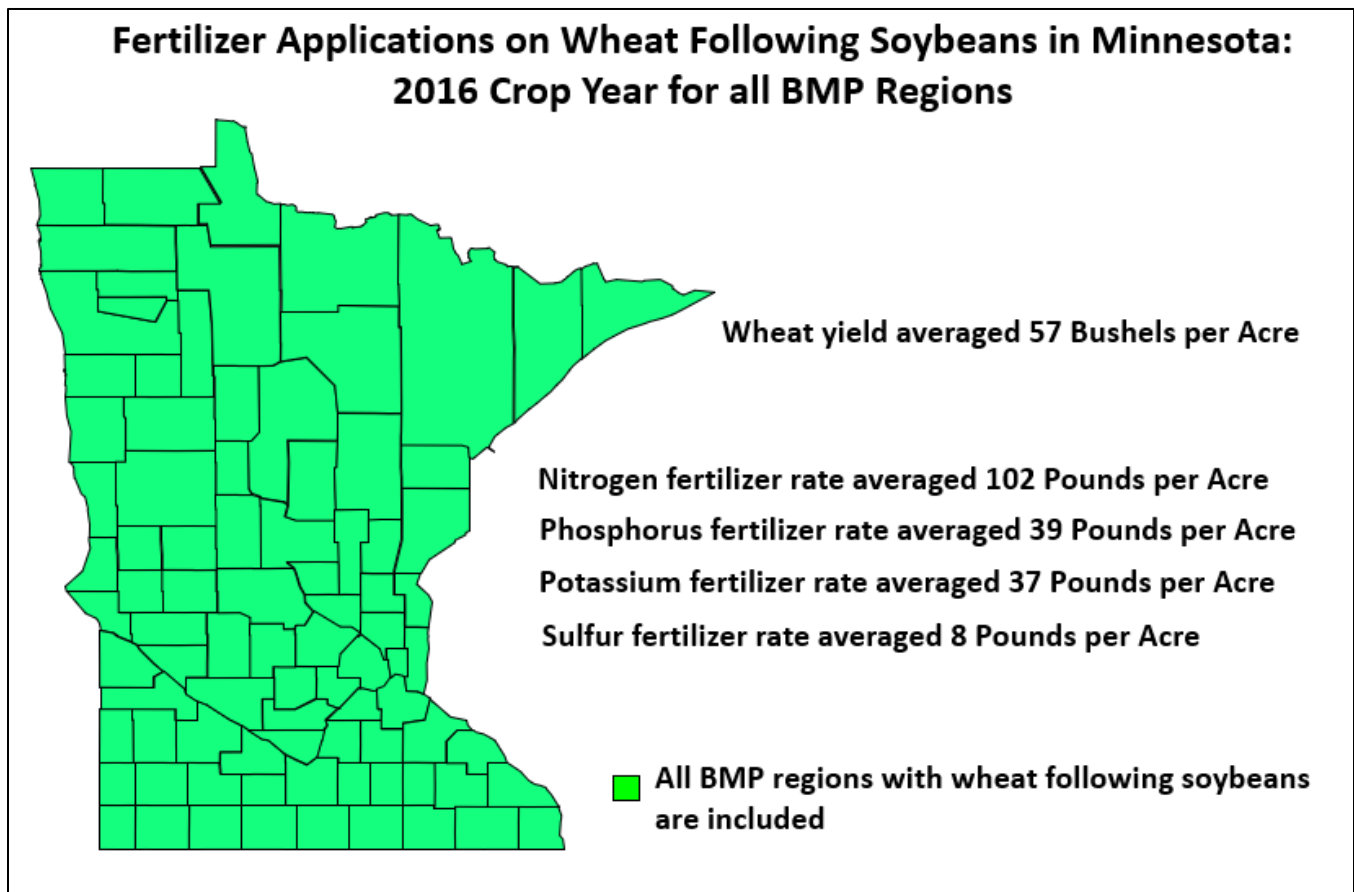 Fertilizer Applications on Wheat Following Soybeans in Minnesota:
2016 Crop Year for all BMP Regions
Wheat yield averaged 57 Bushels per Acre
Nitrogen fertilizer rate averaged 102 Pounds per Acre
Phosphorus fertilizer rate averaged 39 Pounds per Acre
Potassium fertilizer rate averaged 37 Pounds per Acre
Sulfur fertilizer rate averaged 8 Pounds per Acre
All BMP regions with wheat following soybeans
are included